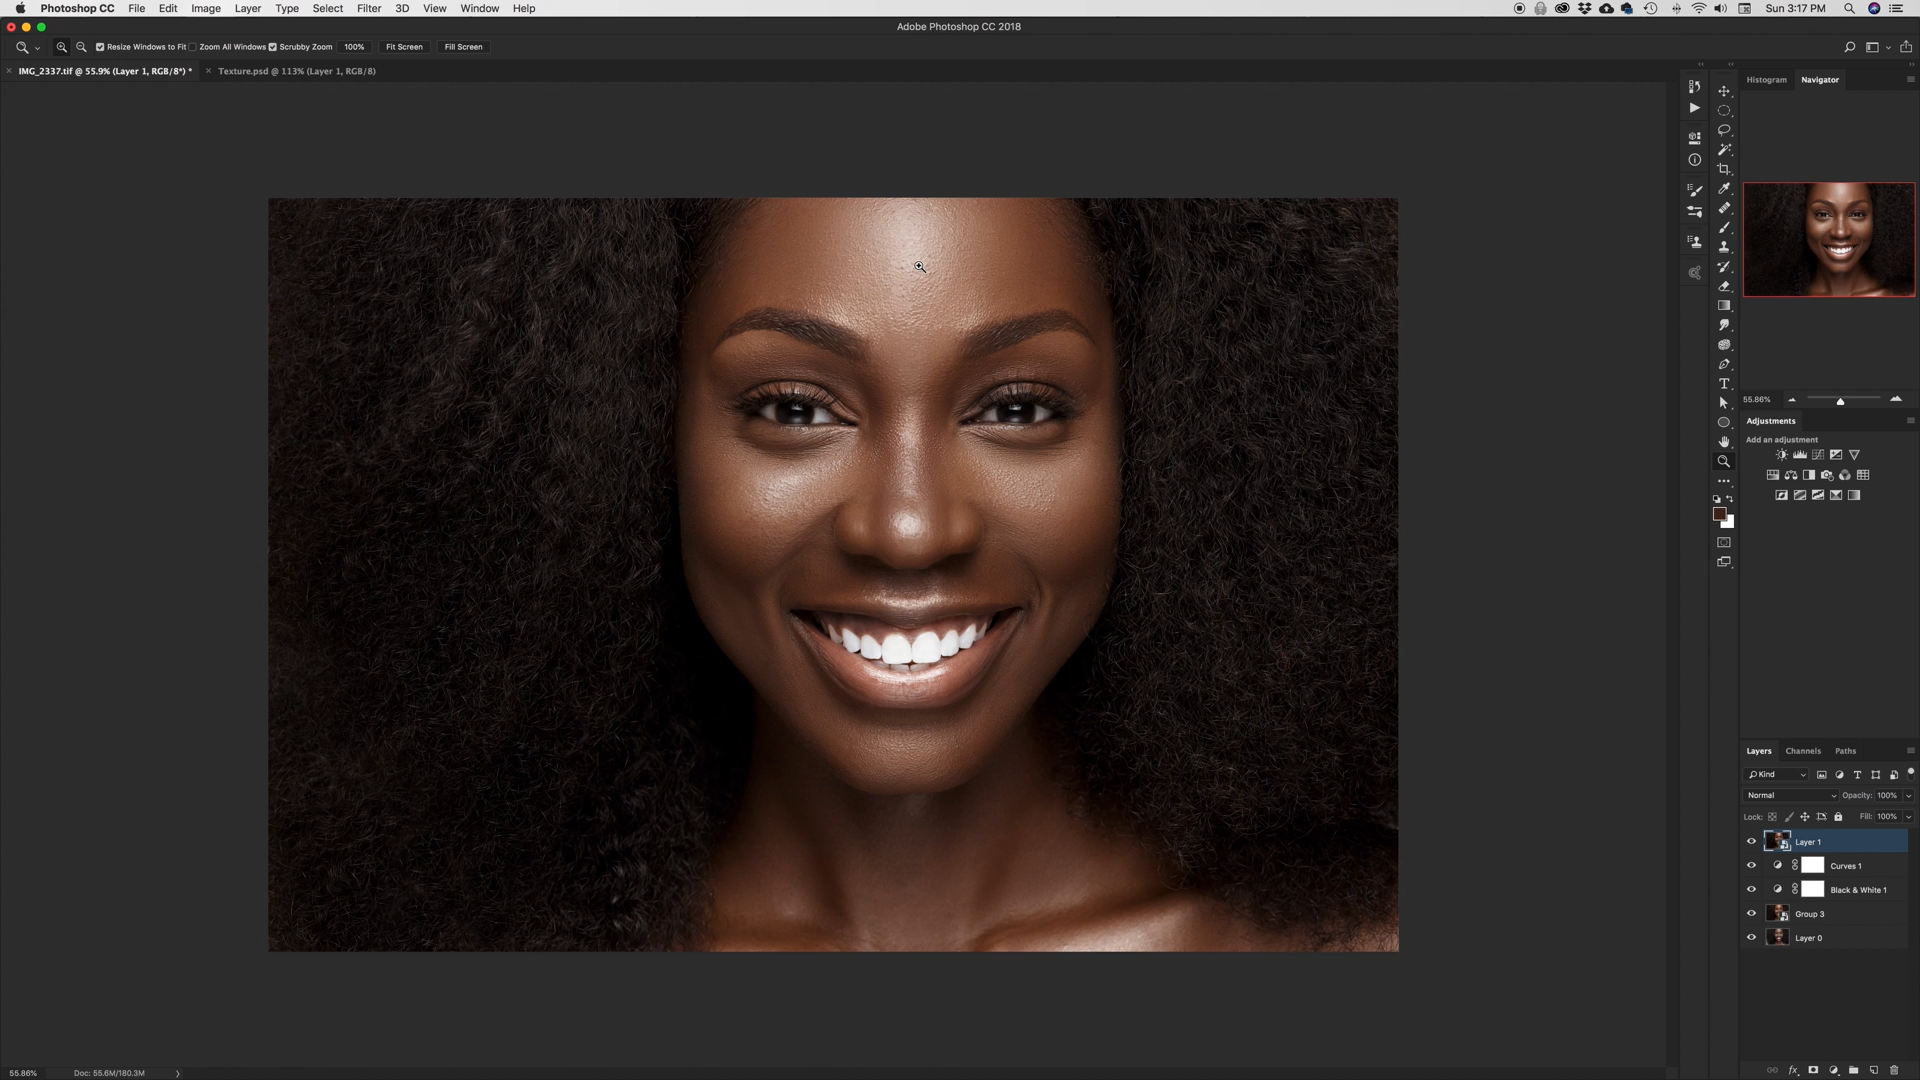 Photoshop CC File Edit Image Layer Type Select Filter 3D View Window Help Sun 3:17 PM
Adobe Photoshop CC 2018
Resize Windows to Fit Zoom All Windows Scrubby Zoom 100% Fit Screen Fill Screen
IMG_2337.tif @ 55.9% (Layer 1, RGB/8*) * Texture.psd @ 113% (Layer 1, RGB/8)
Histogram Navigator
55.86%
Adjustments
Add an adjustment
Layers Channels Paths
Kind
Normal Opacity: 100%
Lock: Fill: 100%
Layer 1
Curves 1
Black & White 1
Group 3
Layer 0
55.86% Doc: 55.6M/180.3M